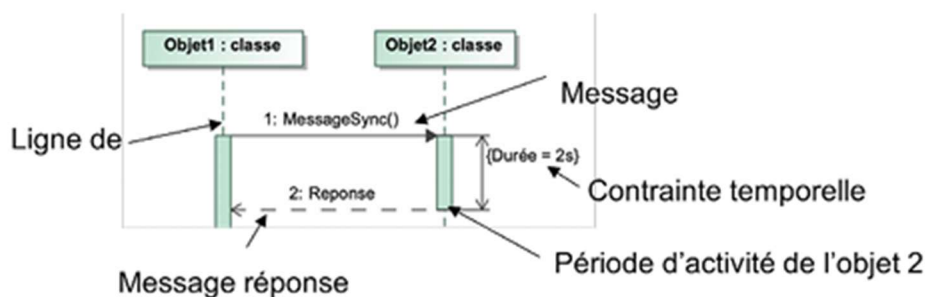 Objet1 : classe
Objet2 : classe
Message
1: MessageSync()
Ligne de
{Durée = 2s}
Contrainte temporelle
2: Reponse
Période d'activité de l'objet 2
Message réponse